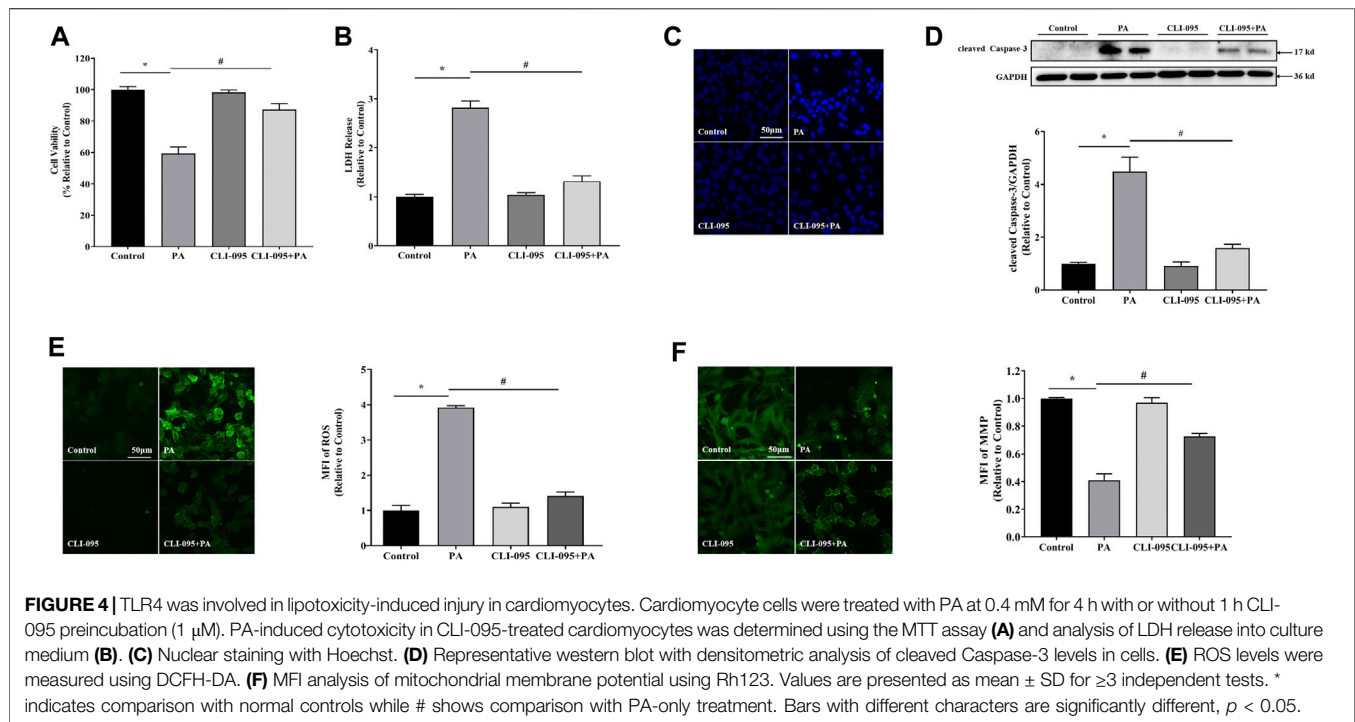 A
Cell Vability
(% Relative to Control)
120
100
80
60
40
20
0
*
#
Control
PA
CLI-095
CLI-095+PA
B
LDH Release
(Relative to Control)
4
3
2
1
0
*
#
Control
PA
CLI-095
CLI-095+PA
C
Control
50μm
PA
CLI-095
CLI-095+PA
D
Control
PA
CLI-095
CLI-095+PA
cleaved Caspase-3
17 kd
GAPDH
36 kd
cleaved Caspase-3/GAPDH
(Relative to Control)
6
4
2
0
*
#
Control
PA
CLI-095
CLI-095+PA
E
Control
50μm
PA
CLI-095
CLI-095+PA
MFI of ROS
(Relative to Control)
5
4
3
2
1
0
*
#
Control
PA
CLI-095
CLI-095+PA
F
Control
50μm
PA
CLI-095
CLI-095+PA
MFI of MMP
(Relative to Control)
1.2
1.0
0.8
0.6
0.4
0.2
0.0
*
#
Control
PA
CLI-095
CLI-095+PA
FIGURE 4 | TLR4 was involved in lipotoxicity-induced injury in cardiomyocytes. Cardiomyocyte cells were treated with PA at 0.4 mM for 4 h with or without 1 h CLI-
095 preincubation (1 μM). PA-induced cytotoxicity in CLI-095-treated cardiomyocytes was determined using the MTT assay (A) and analysis of LDH release into culture
medium (B). (C) Nuclear staining with Hoechst. (D) Representative western blot with densitometric analysis of cleaved Caspase-3 levels in cells. (E) ROS levels were
measured using DCFH-DA. (F) MFI analysis of mitochondrial membrane potential using Rh123. Values are presented as mean ± SD for ≥3 independent tests. *
indicates comparison with normal controls while # shows comparison with PA-only treatment. Bars with different characters are significantly different, p < 0.05.